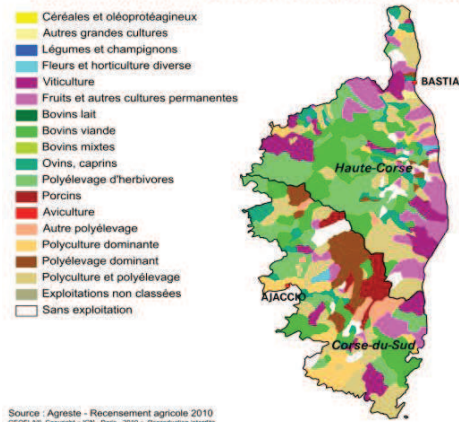 Céréales et oléoprotéagineux
Autres grandes cultures
Légumes et champignons
Fleurs et horticulture diverse
Viticulture
Fruits et autres cultures permanentes
Bovins lait
Bovins viande
Bovins mixtes
Ovins, caprins
Polyélevage d'herbivores
Porcins
Aviculture
Autre polyélevage
Polyculture dominante
Polyélevage dominant
Polyculture et polyélevage
Exploitations non classées
Sans exploitation
BASTIA
Haute-Corse
AJACCIO
Corse-du-Sud
Source : Agreste - Recensement agricole 2010